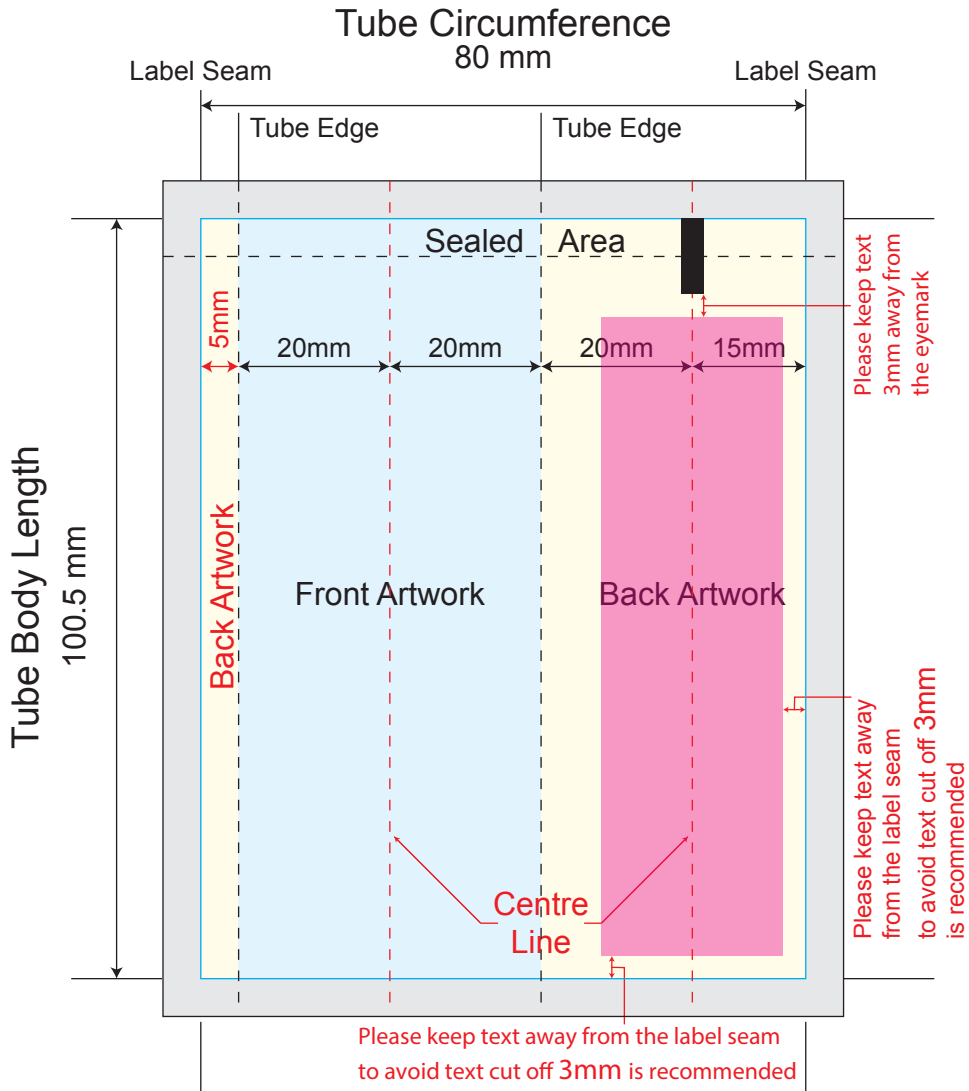 Tube Circumference
80 mm
Label Seam
Label Seam
Tube Edge
Tube Edge
Sealed Area
Please keep text
3mm away from
the eyemark
5mm
20mm
20mm
20mm
15mm
Tube Body Length
100.5 mm
Back Artwork
Front Artwork
Back Artwork
Please keep text away
from the label seam
to avoid text cut off 3mm
is recommended
Centre
Line
Please keep text away from the label seam
to avoid text cut off 3mm is recommended